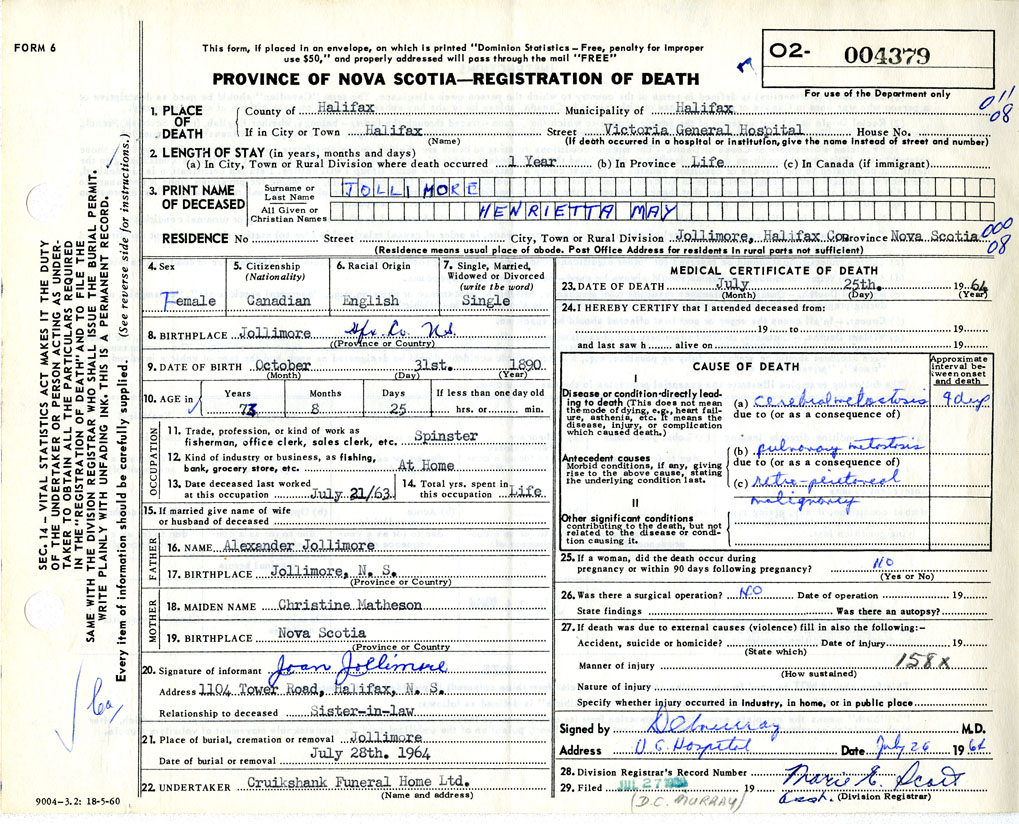 FORM 6
This form, if placed in an envelope, on which is printed "Dominion Statistics – Free, penalty for improper
use $50," and properly addressed will pass through the mail "FREE"
PROVINCE OF NOVA SCOTIA—REGISTRATION OF DEATH
O2- 004379
For use of the Department only
011
08
1. PLACE OF DEATH
County of Halifax Municipality of Halifax
If in City or Town Halifax Street Victoria General Hospital House No.
(Name) (If death occurred in a hospital or institution, give the name instead of street and number)
2. LENGTH OF STAY (in years, months and days)
(a) In City, Town or Rural Division where death occurred 1 Year (b) In Province Life (c) In Canada (if immigrant)
3. PRINT NAME OF DECEASED
Surname or Last Name JOLLIMORE
All Given or Christian Names HENRIETTA MAY
000
08
RESIDENCE No Street City, Town or Rural Division Jollimore, Halifax Co. Province Nova Scotia
(Residence means usual place of abode. Post Office Address for residents in rural parts not sufficient)
4. Sex Female
5. Citizenship (Nationality) Canadian
6. Racial Origin English
7. Single, Married, Widowed or Divorced (write the word) Single
8. BIRTHPLACE Jollimore Hfx. Co. N.S.
(Province or Country)
9. DATE OF BIRTH October 31st. 1890
(Month) (Day) (Year)
10. AGE in Years 73 Months 8 Days 25 If less than one day old hrs. or min.
OCCUPATION
11. Trade, profession, or kind of work as
fisherman, office clerk, sales clerk, etc. Spinster
12. Kind of industry or business, as fishing,
bank, grocery store, etc. At Home
13. Date deceased last worked at this occupation July 21/63
14. Total yrs. spent in this occupation Life
15. If married give name of wife
or husband of deceased
FATHER
16. NAME Alexander Jollimore
17. BIRTHPLACE Jollimore, N. S.
(Province or Country)
MOTHER
18. MAIDEN NAME Christine Matheson
19. BIRTHPLACE Nova Scotia
(Province or Country)
20. Signature of informant Joan Jollimore
Address 1104 Tower Road, Halifax, N. S.
Relationship to deceased Sister-in-law
21. Place of burial, cremation or removal Jollimore
Date of burial or removal July 28th. 1964
22. UNDERTAKER Cruikshank Funeral Home Ltd.
(Name and address)
9004–3.2: 18-5-60
MEDICAL CERTIFICATE OF DEATH
23. DATE OF DEATH July 25th. 1964
(Month) (Day) (Year)
24. I HEREBY CERTIFY that I attended deceased from:
19 to 19
and last saw h alive on 19
CAUSE OF DEATH
Approximate interval between onset and death
I
Disease or condition directly leading to death (This does not mean the mode of dying, e.g., heart failure, asthenia, etc. It means the disease, injury, or complication which caused death.)
(a) cerebral metastosis 9 days
due to (or as a consequence of)
Antecedent causes
Morbid conditions, if any, giving rise to the above cause, stating the underlying condition last.
(b) pulmonary metastosis
due to (or as a consequence of)
(c) retro-peritoneal
malignancy
II
Other significant conditions
contributing to the death, but not related to the disease or condition causing it.
25. If a woman, did the death occur during
pregnancy or within 90 days following pregnancy? NO
(Yes or No)
26. Was there a surgical operation? NO Date of operation 19
State findings Was there an autopsy?
27. If death was due to external causes (violence) fill in also the following:–
Accident, suicide or homicide? Date of injury 19
(State which)
Manner of injury 158x
(How sustained)
Nature of injury
Specify whether injury occurred in industry, in home, or in public place
Signed by DCMurray M.D.
Address V. G. Hospital Date July 26 1964
28. Division Registrar's Record Number
29. Filed JUL 27 1964 19 Marie E. Scott
(D.C. MURRAY) Asst. (Division Registrar)
SEC. 14 – VITAL STATISTICS ACT MAKES IT THE DUTY
OF THE UNDERTAKER OR PERSON ACTING AS UNDER-
TAKER TO OBTAIN ALL THE PARTICULARS REQUIRED
IN THE "REGISTRATION OF DEATH" AND TO FILE THE
SAME WITH THE DIVISION REGISTRAR WHO SHALL ISSUE THE BURIAL PERMIT.
WRITE PLAINLY WITH UNFADING INK. THIS IS A PERMANENT RECORD.
Every item of information should be carefully supplied. (See reverse side for instructions.)